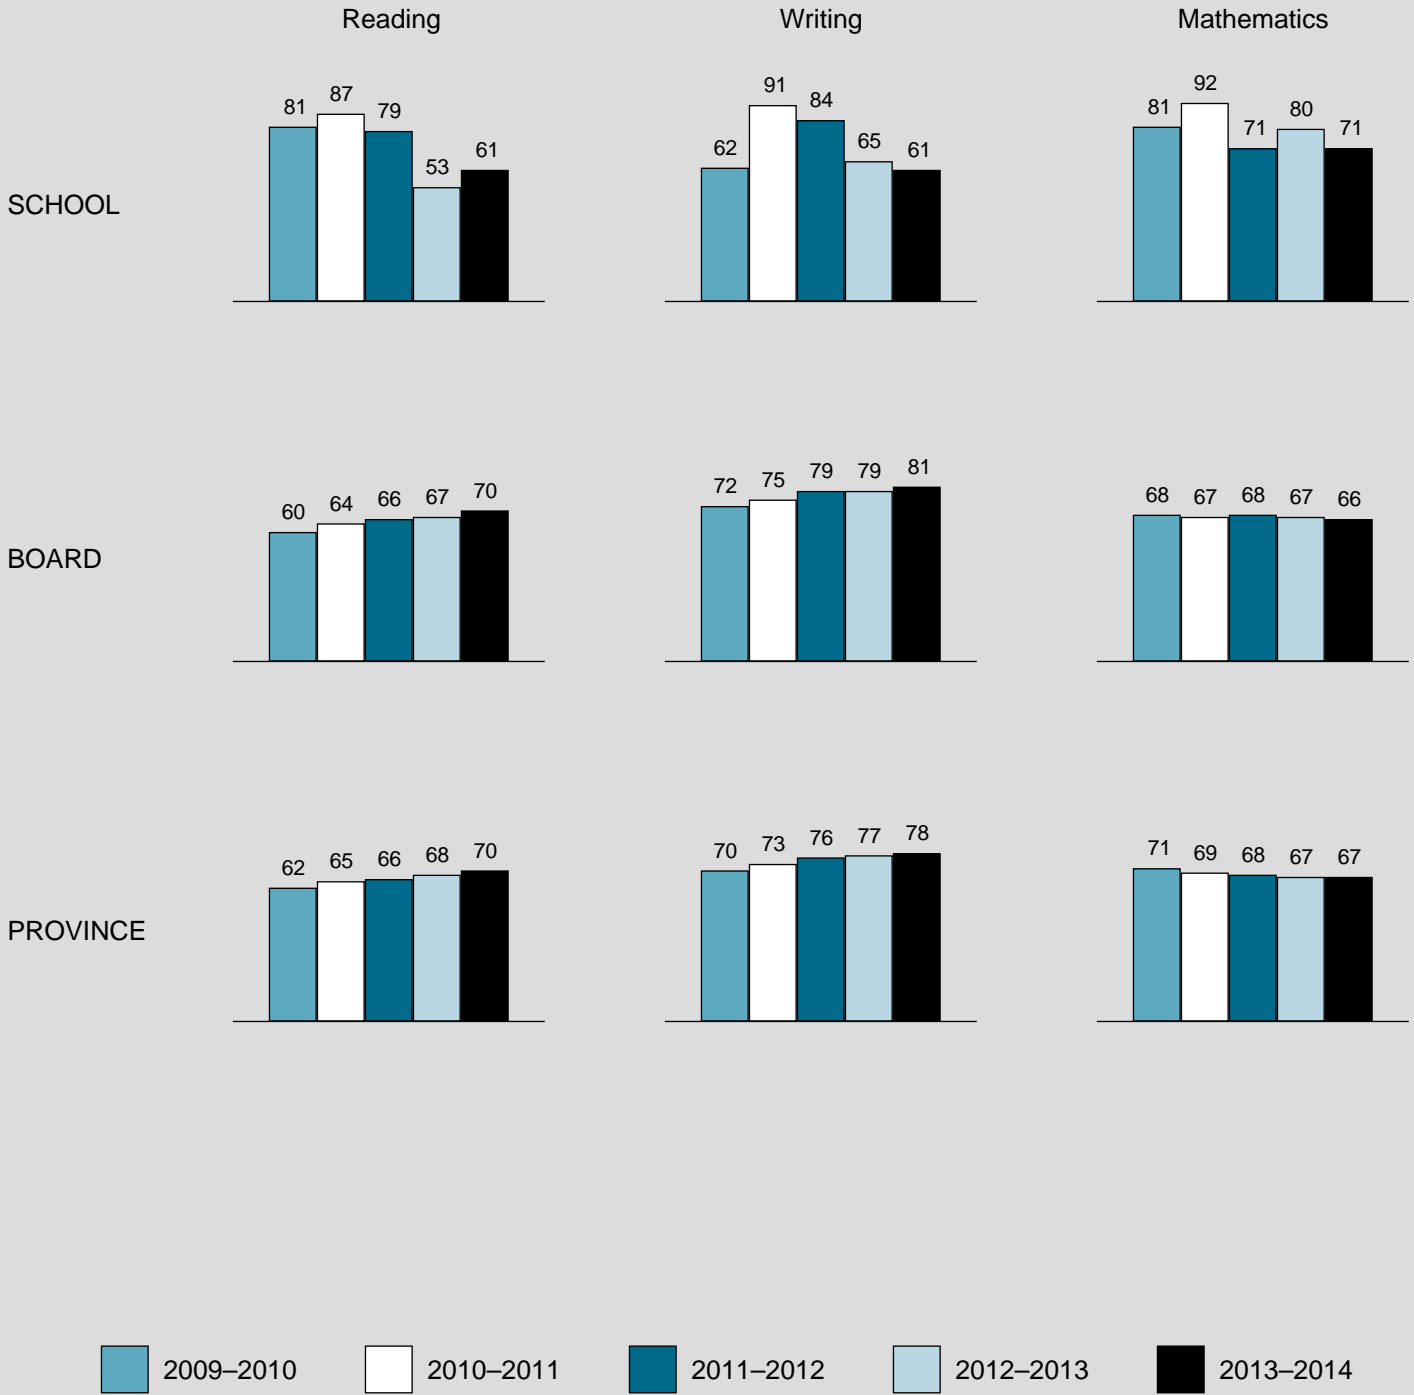 Reading Writing Mathematics
SCHOOL
81 87 79 53 61
62 91 84 65 61
81 92 71 80 71
BOARD
60 64 66 67 70
72 75 79 79 81
68 67 68 67 66
PROVINCE
62 65 66 68 70
70 73 76 77 78
71 69 68 67 67
2009–2010 2010–2011 2011–2012 2012–2013 2013–2014